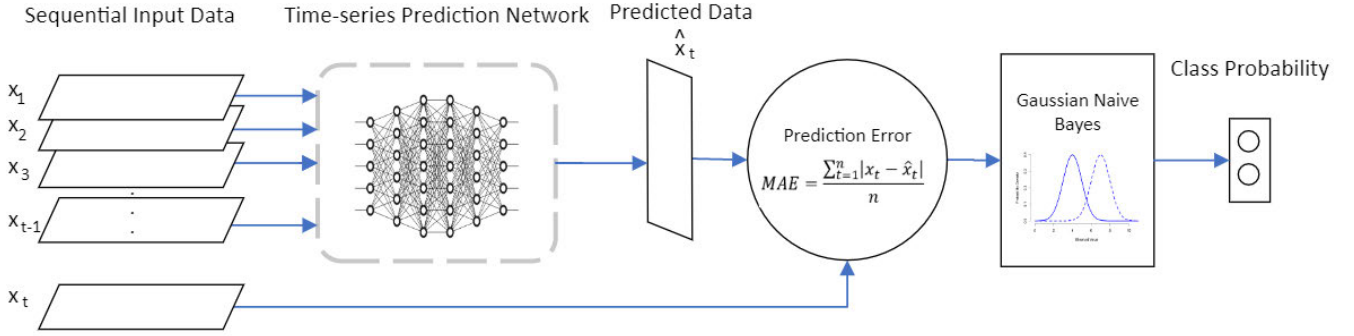 Sequential Input Data
Time-series Prediction Network
Predicted Data
x̂ t
x1
x2
x3
xt-1
xt
Prediction Error
MAE = ∑ⁿt=1|xt − x̂t| / n
Gaussian Naive
Bayes
Class Probability